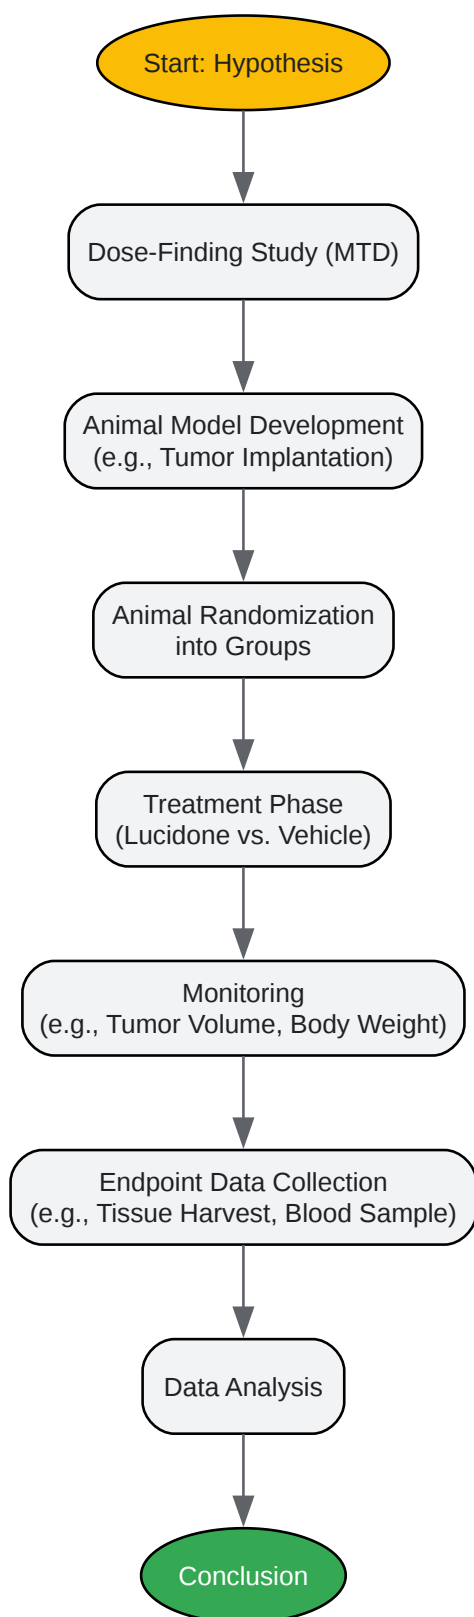 Start: Hypothesis
Dose-Finding Study (MTD)
Animal Model Development
(e.g., Tumor Implantation)
Animal Randomization
into Groups
Treatment Phase
(Lucidone vs. Vehicle)
Monitoring
(e.g., Tumor Volume, Body Weight)
Endpoint Data Collection
(e.g., Tissue Harvest, Blood Sample)
Data Analysis
Conclusion